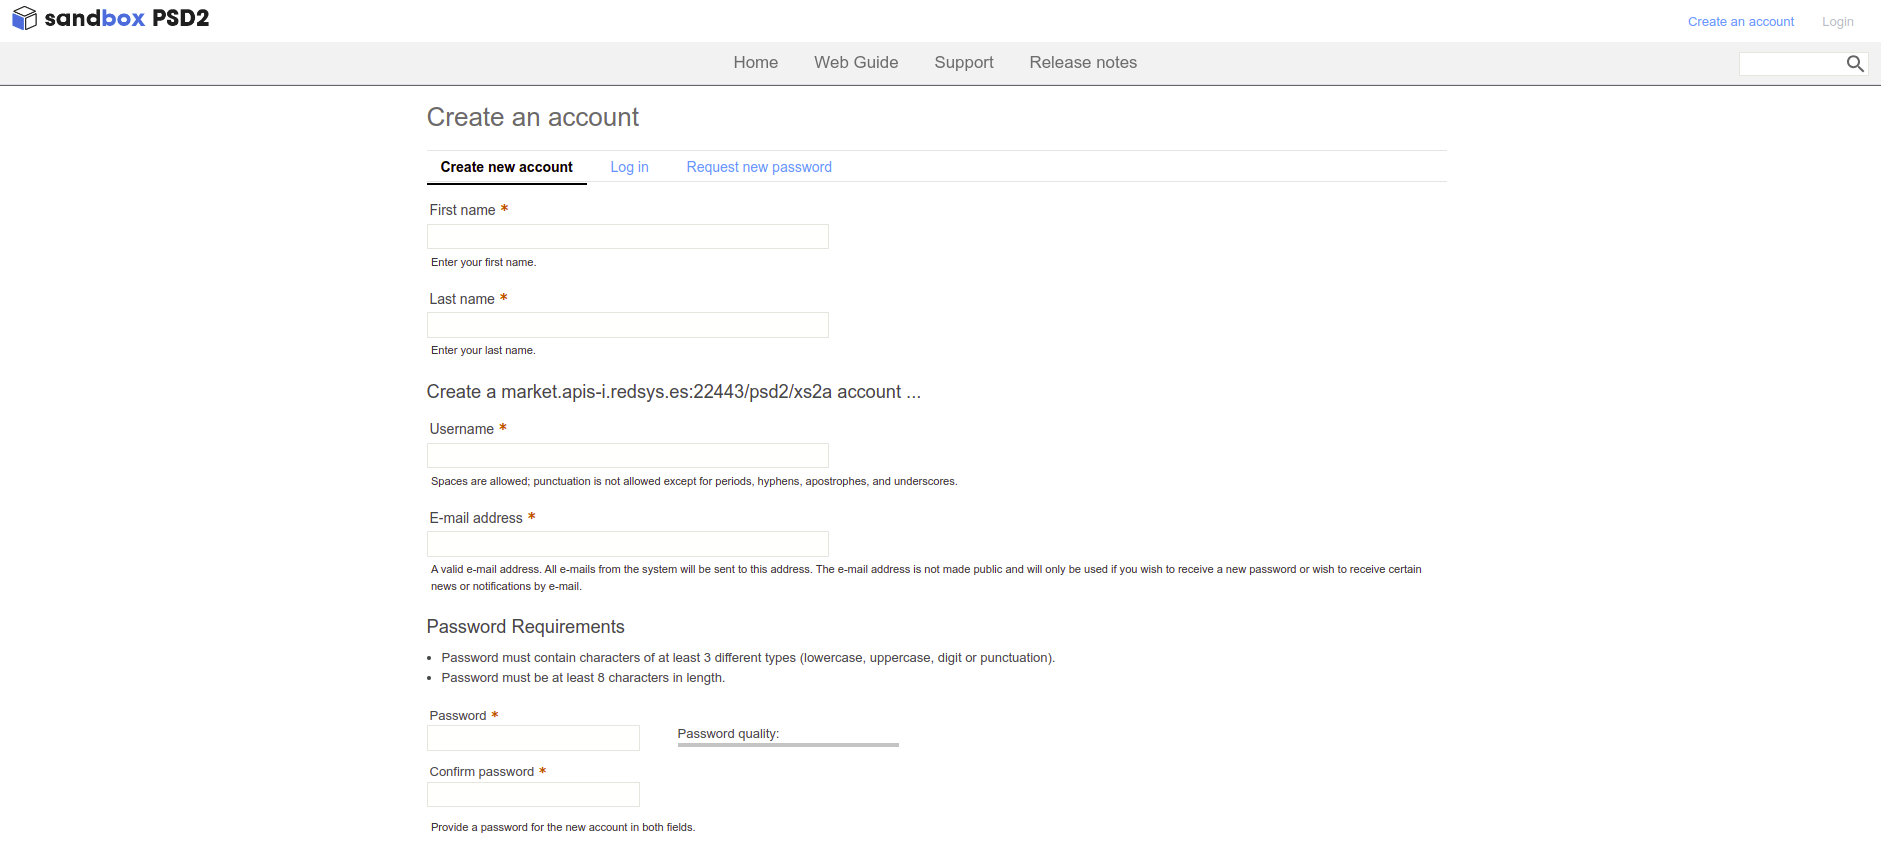 sandbox PSD2
Create an account
Login
Home
Web Guide
Support
Release notes
Create an account
Create new account
Log in
Request new password
First name *
Enter your first name.
Last name *
Enter your last name.
Create a market.apis-i.redsys.es:22443/psd2/xs2a account ...
Username *
Spaces are allowed; punctuation is not allowed except for periods, hyphens, apostrophes, and underscores.
E-mail address *
A valid e-mail address. All e-mails from the system will be sent to this address. The e-mail address is not made public and will only be used if you wish to receive a new password or wish to receive certain
news or notifications by e-mail.
Password Requirements
• Password must contain characters of at least 3 different types (lowercase, uppercase, digit or punctuation).
• Password must be at least 8 characters in length.
Password *
Password quality:
Confirm password *
Provide a password for the new account in both fields.